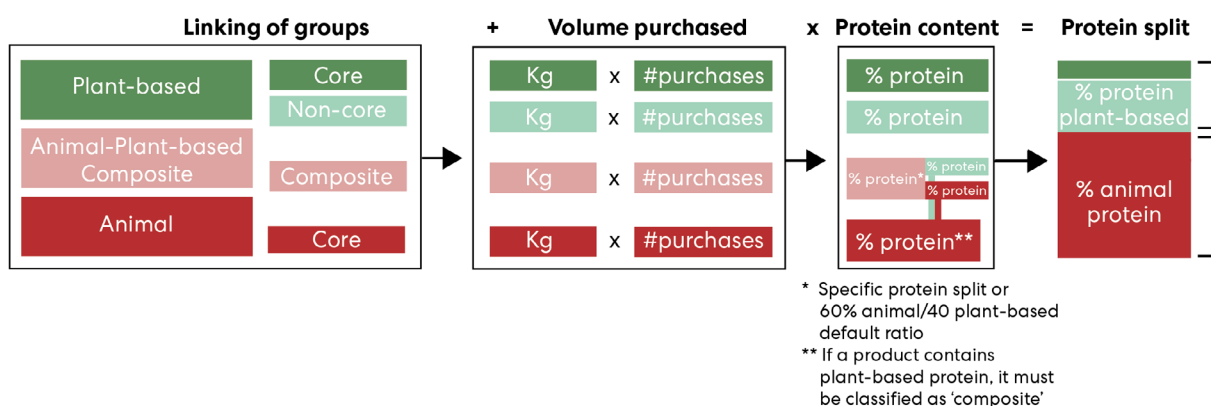 Linking of groups + Volume purchased x Protein content = Protein split
Plant-based
Core
Non-core
Animal-Plant-based
Composite
Composite
Animal
Core
Kg x #purchases
Kg x #purchases
Kg x #purchases
Kg x #purchases
% protein
% protein
% protein*
% protein
% protein
% protein**
% protein
plant-based
% animal
protein
* Specific protein split or
60% animal/40 plant-based
default ratio
** If a product contains
plant-based protein, it must
be classified as ‘composite’